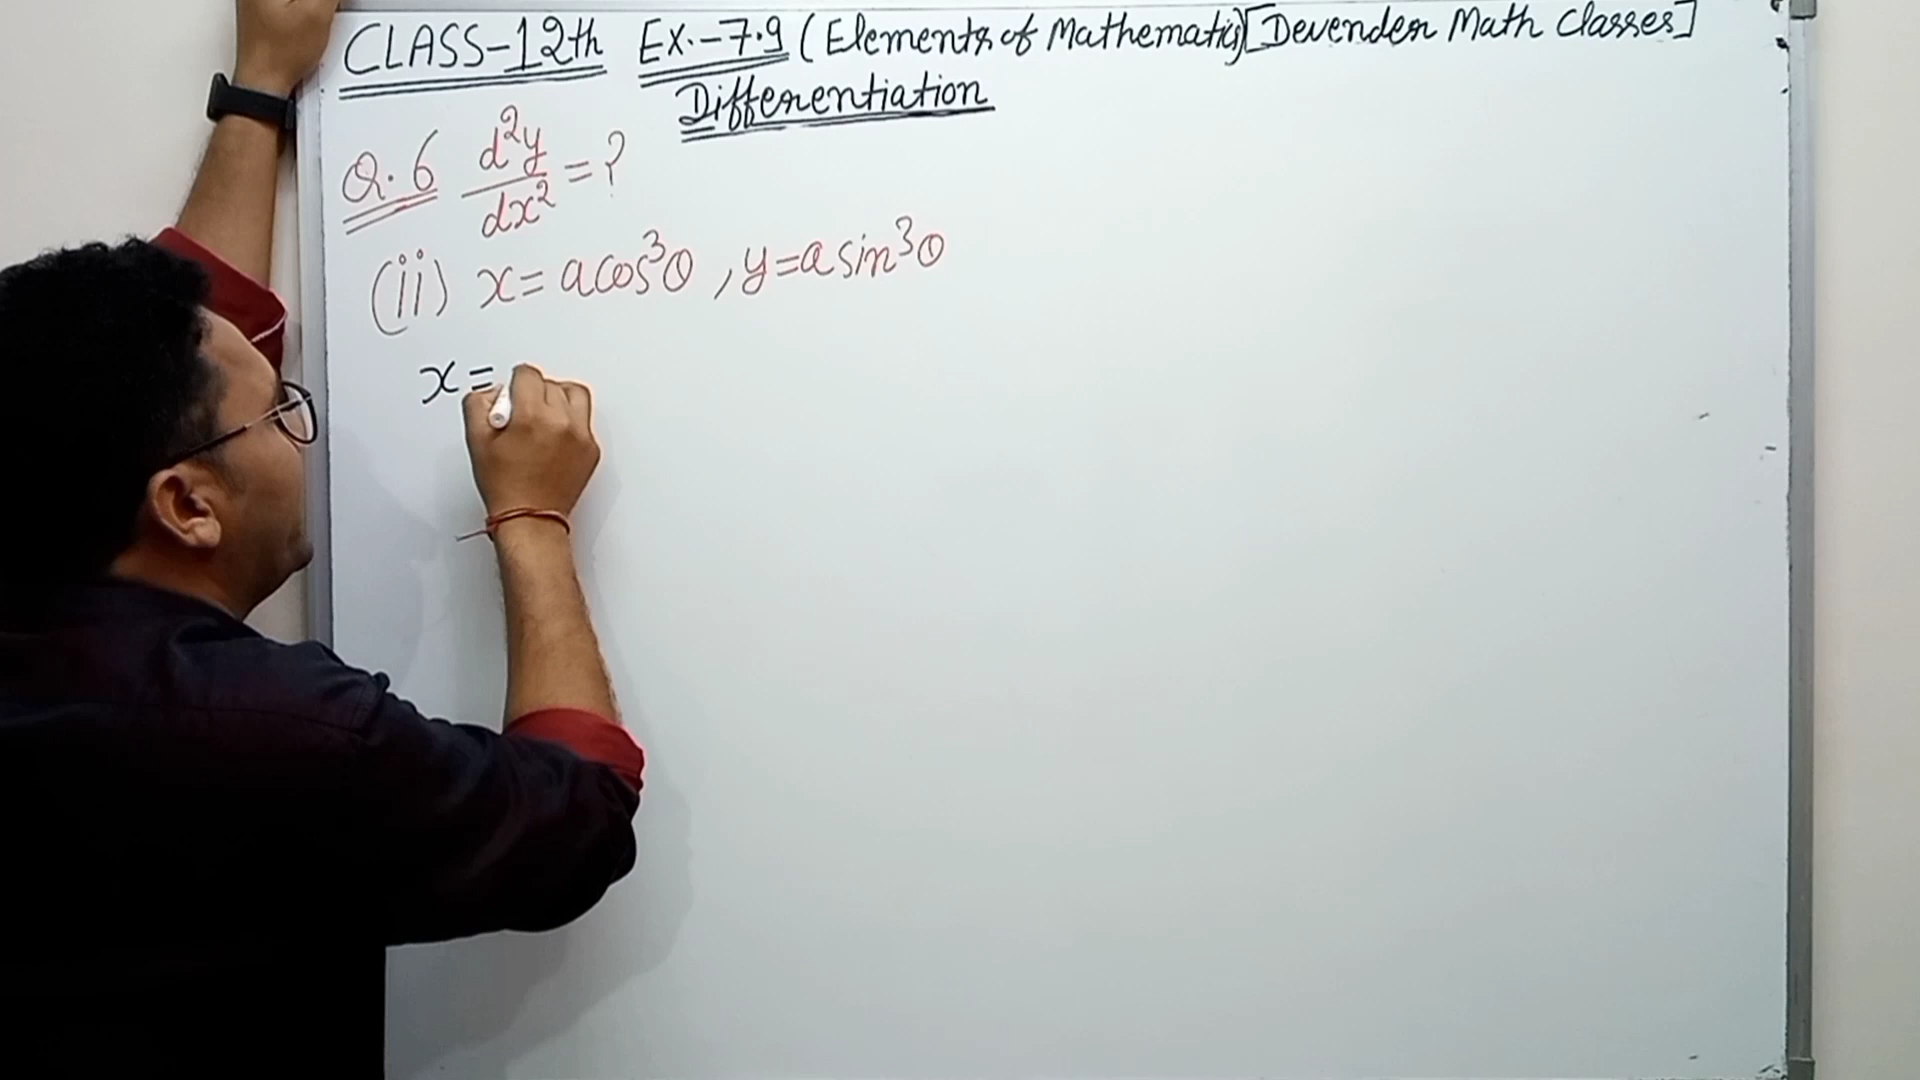 CLASS-12th EX.-7.9 (Elements of Mathematics) [Devender Math Classes]
Differentiation
Q.6 d²y/dx² = ?
(ii) x = a cos³θ , y = a sin³θ
x =